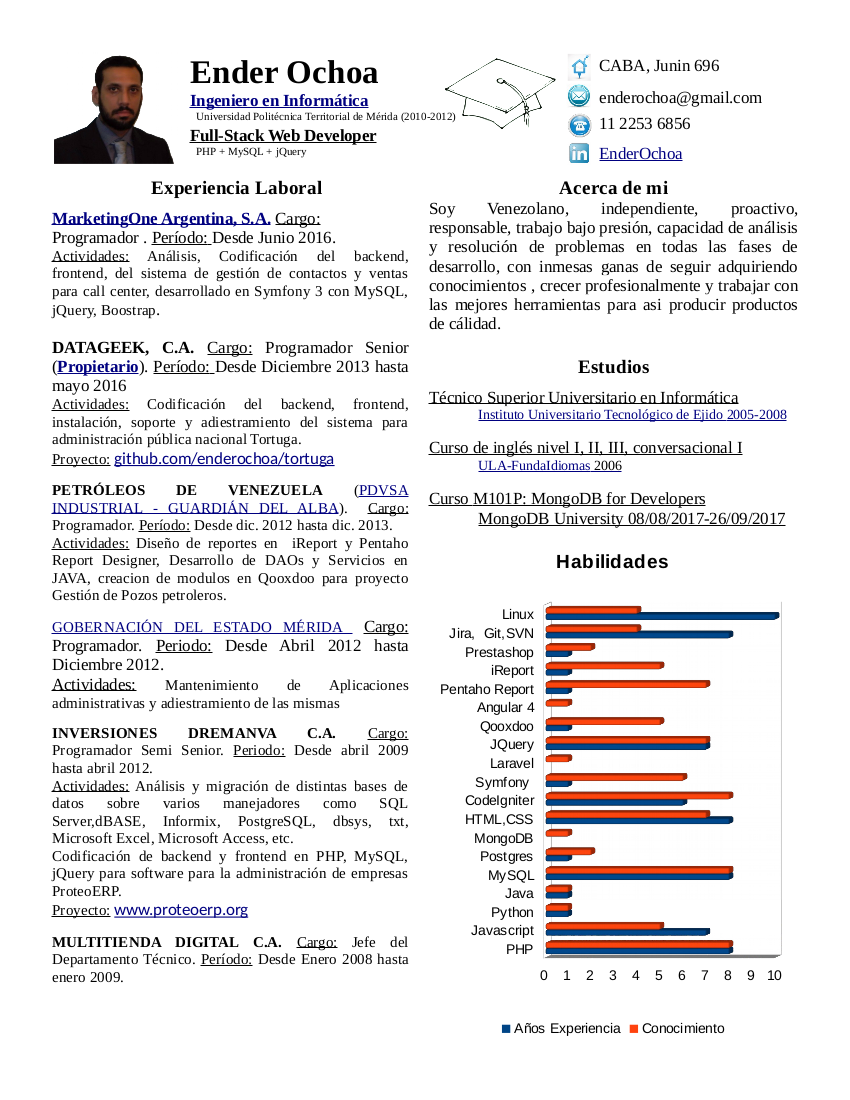 Ender Ochoa
Ingeniero en Informática
Universidad Politécnica Territorial de Mérida (2010-2012)
Full-Stack Web Developer
PHP + MySQL + jQuery
CABA, Junin 696
enderochoa@gmail.com
11 2253 6856
EnderOchoa
Experiencia Laboral
MarketingOne Argentina, S.A. Cargo:
Programador . Período: Desde Junio 2016.
Actividades: Análisis, Codificación del backend,
frontend, del sistema de gestión de contactos y ventas
para call center, desarrollado en Symfony 3 con MySQL,
jQuery, Boostrap.
DATAGEEK, C.A. Cargo: Programador Senior
(Propietario). Período: Desde Diciembre 2013 hasta
mayo 2016
Actividades: Codificación del backend, frontend,
instalación, soporte y adiestramiento del sistema para
administración pública nacional Tortuga.
Proyecto: github.com/enderochoa/tortuga
PETRÓLEOS DE VENEZUELA (PDVSA
INDUSTRIAL - GUARDIÁN DEL ALBA). Cargo:
Programador. Período: Desde dic. 2012 hasta dic. 2013.
Actividades: Diseño de reportes en iReport y Pentaho
Report Designer, Desarrollo de DAOs y Servicios en
JAVA, creacion de modulos en Qooxdoo para proyecto
Gestión de Pozos petroleros.
GOBERNACIÓN DEL ESTADO MÉRIDA Cargo:
Programador. Periodo: Desde Abril 2012 hasta
Diciembre 2012.
Actividades: Mantenimiento de Aplicaciones
administrativas y adiestramiento de las mismas
INVERSIONES DREMANVA C.A. Cargo:
Programador Semi Senior. Periodo: Desde abril 2009
hasta abril 2012.
Actividades: Análisis y migración de distintas bases de
datos sobre varios manejadores como SQL
Server,dBASE, Informix, PostgreSQL, dbsys, txt,
Microsoft Excel, Microsoft Access, etc.
Codificación de backend y frontend en PHP, MySQL,
jQuery para software para la administración de empresas
ProteoERP.
Proyecto: www.proteoerp.org
MULTITIENDA DIGITAL C.A. Cargo: Jefe del
Departamento Técnico. Período: Desde Enero 2008 hasta
enero 2009.
Acerca de mi
Soy Venezolano, independiente, proactivo,
responsable, trabajo bajo presión, capacidad de análisis
y resolución de problemas en todas las fases de
desarrollo, con inmesas ganas de seguir adquiriendo
conocimientos , crecer profesionalmente y trabajar con
las mejores herramientas para asi producir productos
de cálidad.
Estudios
Técnico Superior Universitario en Informática
Instituto Universitario Tecnológico de Ejido 2005-2008
Curso de inglés nivel I, II, III, conversacional I
ULA-FundaIdiomas 2006
Curso M101P: MongoDB for Developers
MongoDB University 08/08/2017-26/09/2017
Habilidades
Linux
Jira, Git,SVN
Prestashop
iReport
Pentaho Report
Angular 4
Qooxdoo
JQuery
Laravel
Symfony
CodeIgniter
HTML,CSS
MongoDB
Postgres
MySQL
Java
Python
Javascript
PHP
0 1 2 3 4 5 6 7 8 9 10
Años Experiencia Conocimiento